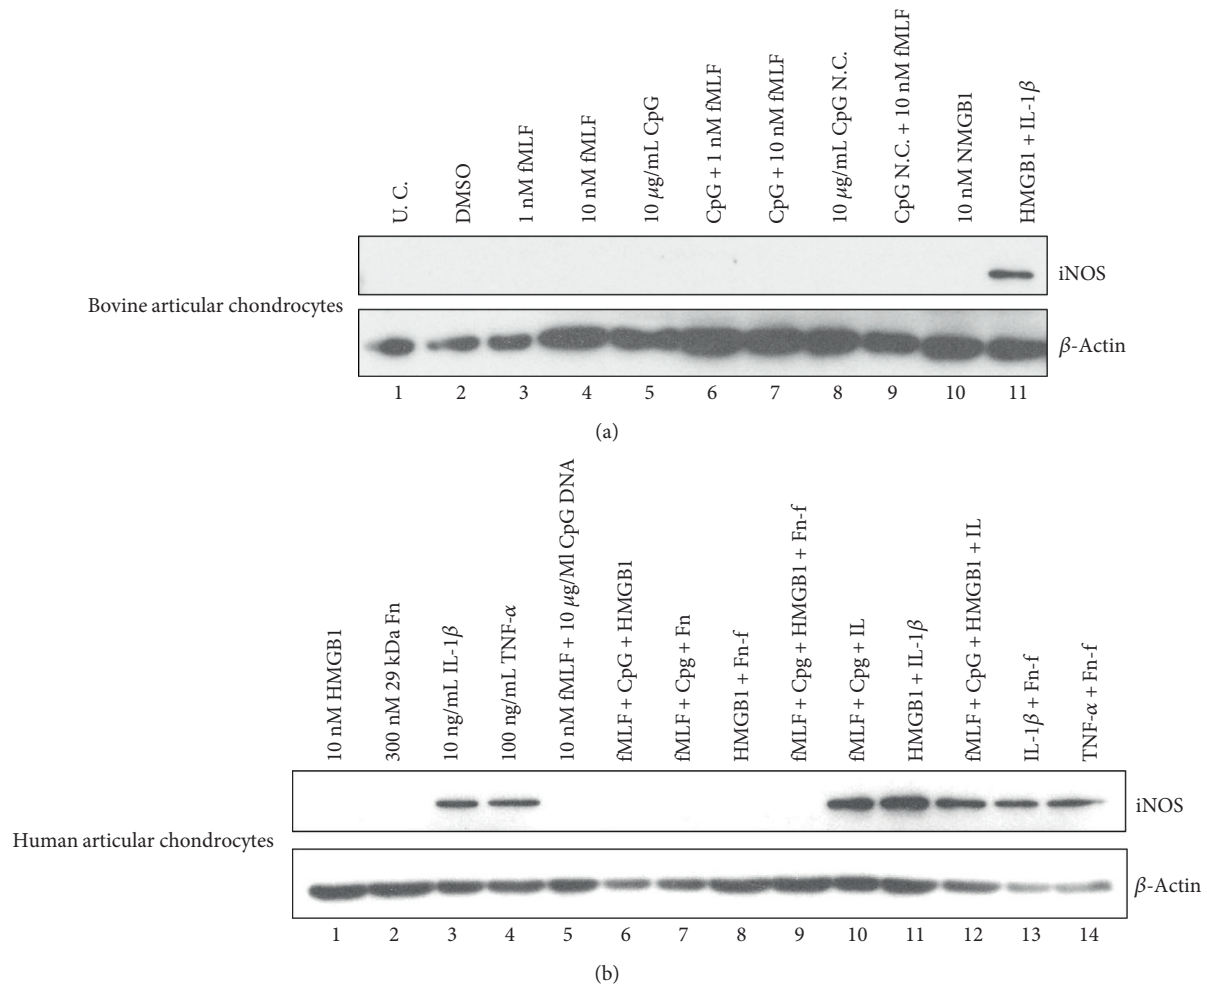 U. C.
DMSO
1 nM fMLF
10 nM fMLF
10 μg/mL CpG
CpG + 1 nM fMLF
CpG + 10 nM fMLF
10 μg/mL CpG N.C.
CpG N.C. + 10 nM fMLF
10 nM NMGB1
HMGB1 + IL-1β
iNOS
Bovine articular chondrocytes
β-Actin
1 2 3 4 5 6 7 8 9 10 11
(a)
10 nM HMGB1
300 nM 29 kDa Fn
10 ng/mL IL-1β
100 ng/mL TNF-α
10 nM fMLF + 10 μg/Ml CpG DNA
fMLF + CpG + HMGB1
fMLF + Cpg + Fn
HMGB1 + Fn-f
fMLF + Cpg + HMGB1 + Fn-f
fMLF + Cpg + IL
HMGB1 + IL-1β
fMLF + CpG + HMGB1 + IL
IL-1β + Fn-f
TNF-α + Fn-f
iNOS
Human articular chondrocytes
β-Actin
1 2 3 4 5 6 7 8 9 10 11 12 13 14
(b)